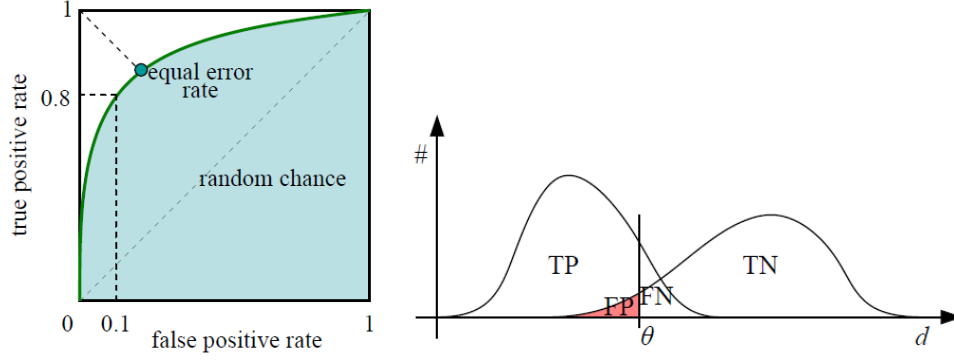 1
true positive rate
0.8
equal error
rate
random chance
0
0.1
1
false positive rate
#
TP
TN
FP
FN
θ
d